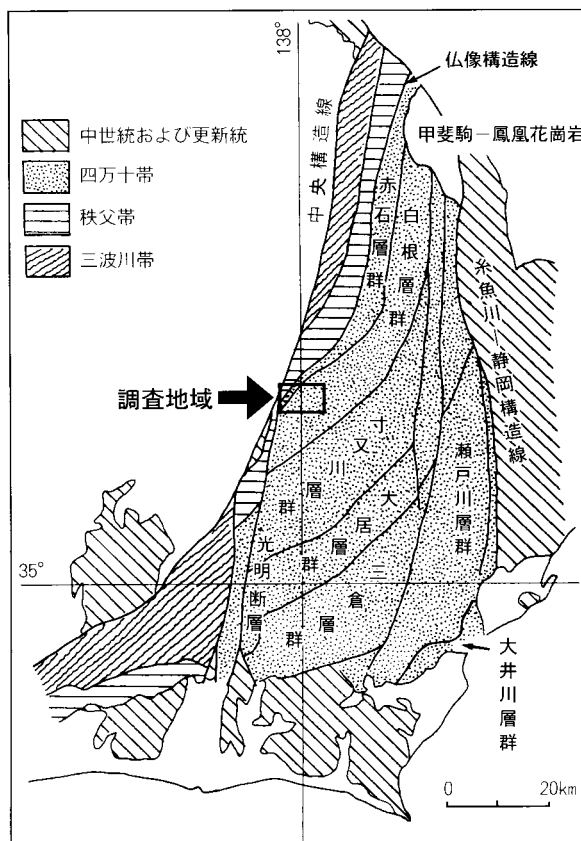 138°
仏像構造線
甲斐駒－鳳凰花崗岩
中世統および更新統
四万十帯
秩父帯
三波川帯
中央構造線
赤石層群
白根層群
糸魚川－静岡構造線
調査地域
寸又川層群
瀬戸川層群
大居層群
光明断層
三倉層群
35°
大井川層群
0 20km